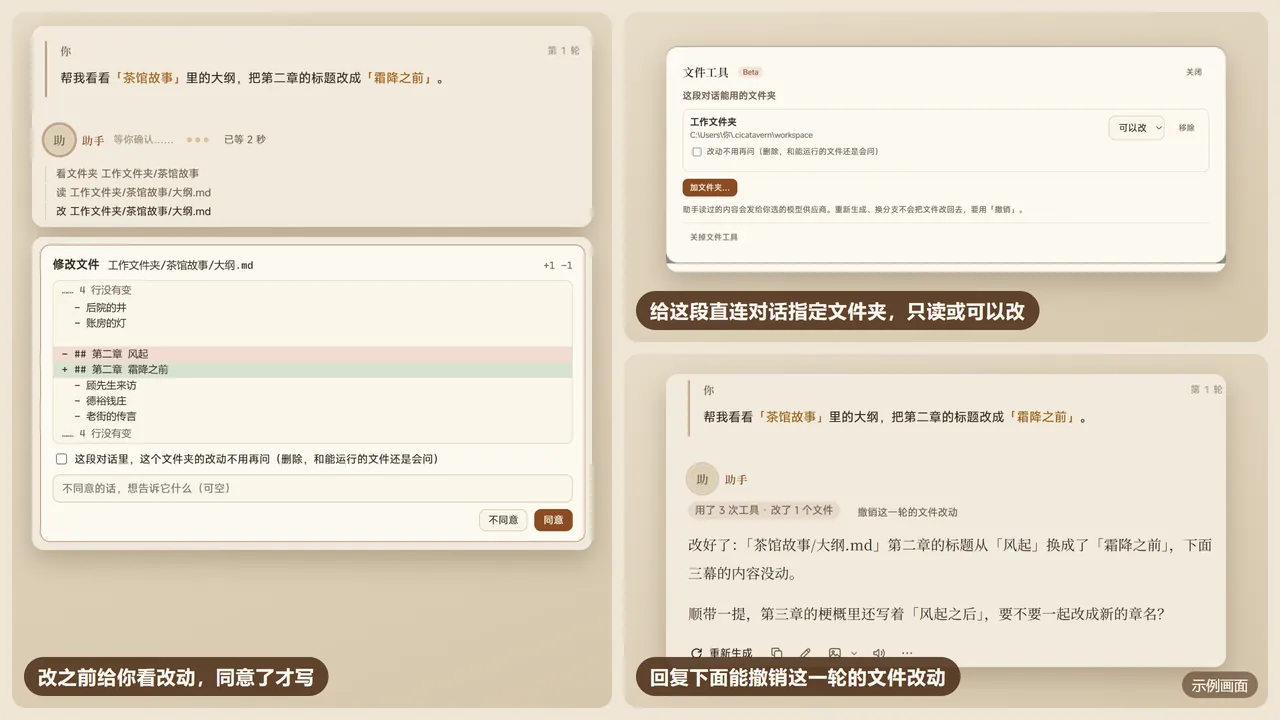 你
第 1 轮
帮我看看「茶馆故事」里的大纲，把第二章的标题改成「霜降之前」。
助
助手
等你确认……
已等 2 秒
看文件夹 工作文件夹/茶馆故事
读 工作文件夹/茶馆故事/大纲.md
改 工作文件夹/茶馆故事/大纲.md
修改文件 工作文件夹/茶馆故事/大纲.md
+1 −1
…… 4 行没有变
- 后院的井
- 账房的灯
- ## 第二章 风起
+ ## 第二章 霜降之前
- 顾先生来访
- 德裕钱庄
- 老街的传言
…… 4 行没有变
这段对话里，这个文件夹的改动不用再问（删除，和能运行的文件还是会问）
不同意的话，想告诉它什么（可空）
不同意
同意
改之前给你看改动，同意了才写
文件工具 Beta
关闭
这段对话能用的文件夹
工作文件夹
C:\Users\你\.cicatavern\workspace
可以改
移除
改动不用再问（删除，和能运行的文件还是会问）
加文件夹…
助手读过的内容会发给你选的模型供应商。重新生成、换分支不会把文件改回去，要用「撤销」。
关掉文件工具
给这段直连对话指定文件夹，只读或可以改
你
第 1 轮
帮我看看「茶馆故事」里的大纲，把第二章的标题改成「霜降之前」。
助
助手
用了 3 次工具 · 改了 1 个文件
撤销这一轮的文件改动
改好了：「茶馆故事/大纲.md」第二章的标题从「风起」换成了「霜降之前」，下面
三幕的内容没动。
顺带一提，第三章的梗概里还写着「风起之后」，要不要一起改成新的章名？
重新生成
回复下面能撤销这一轮的文件改动
示例画面